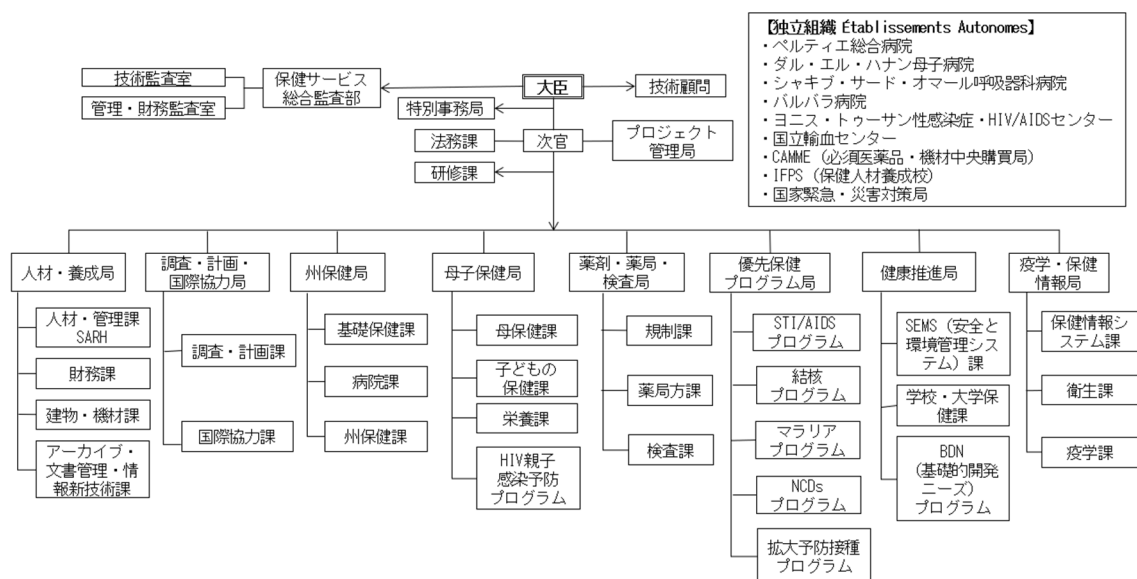 【独立組織 Établissements Autonomes】
・ペルティエ総合病院
・ダル・エル・ハナン母子病院
・シャキブ・サード・オマール呼吸器科病院
・バルバラ病院
・ヨニス・トゥーサン性感染症・HIV/AIDSセンター
・国立輸血センター
・CAMME（必須医薬品・機材中央購買局）
・IFPS（保健人材養成校）
・国家緊急・災害対策局
技術監査室
管理・財務監査室
保健サービス
総合監査部
大臣
技術顧問
特別事務局
法務課
次官
プロジェクト
管理局
研修課
人材・養成局
人材・管理課
SARH
財務課
建物・機材課
アーカイブ・
文書管理・情
報新技術課
調査・計画・
国際協力局
調査・計画課
国際協力課
州保健局
基礎保健課
病院課
州保健課
母子保健局
母保健課
子どもの
保健課
栄養課
HIV親子
感染予防
プログラム
薬剤・薬局・
検査局
規制課
薬局方課
検査課
優先保健
プログラム局
STI/AIDS
プログラム
結核
プログラム
マラリア
プログラム
NCDs
プログラム
拡大予防接種
プログラム
健康推進局
SEMS（安全と
環境管理シス
テム）課
学校・大学保
健課
BDN
（基礎的開発
ニーズ）
プログラム
疫学・保健
情報局
保健情報シ
ステム課
衛生課
疫学課